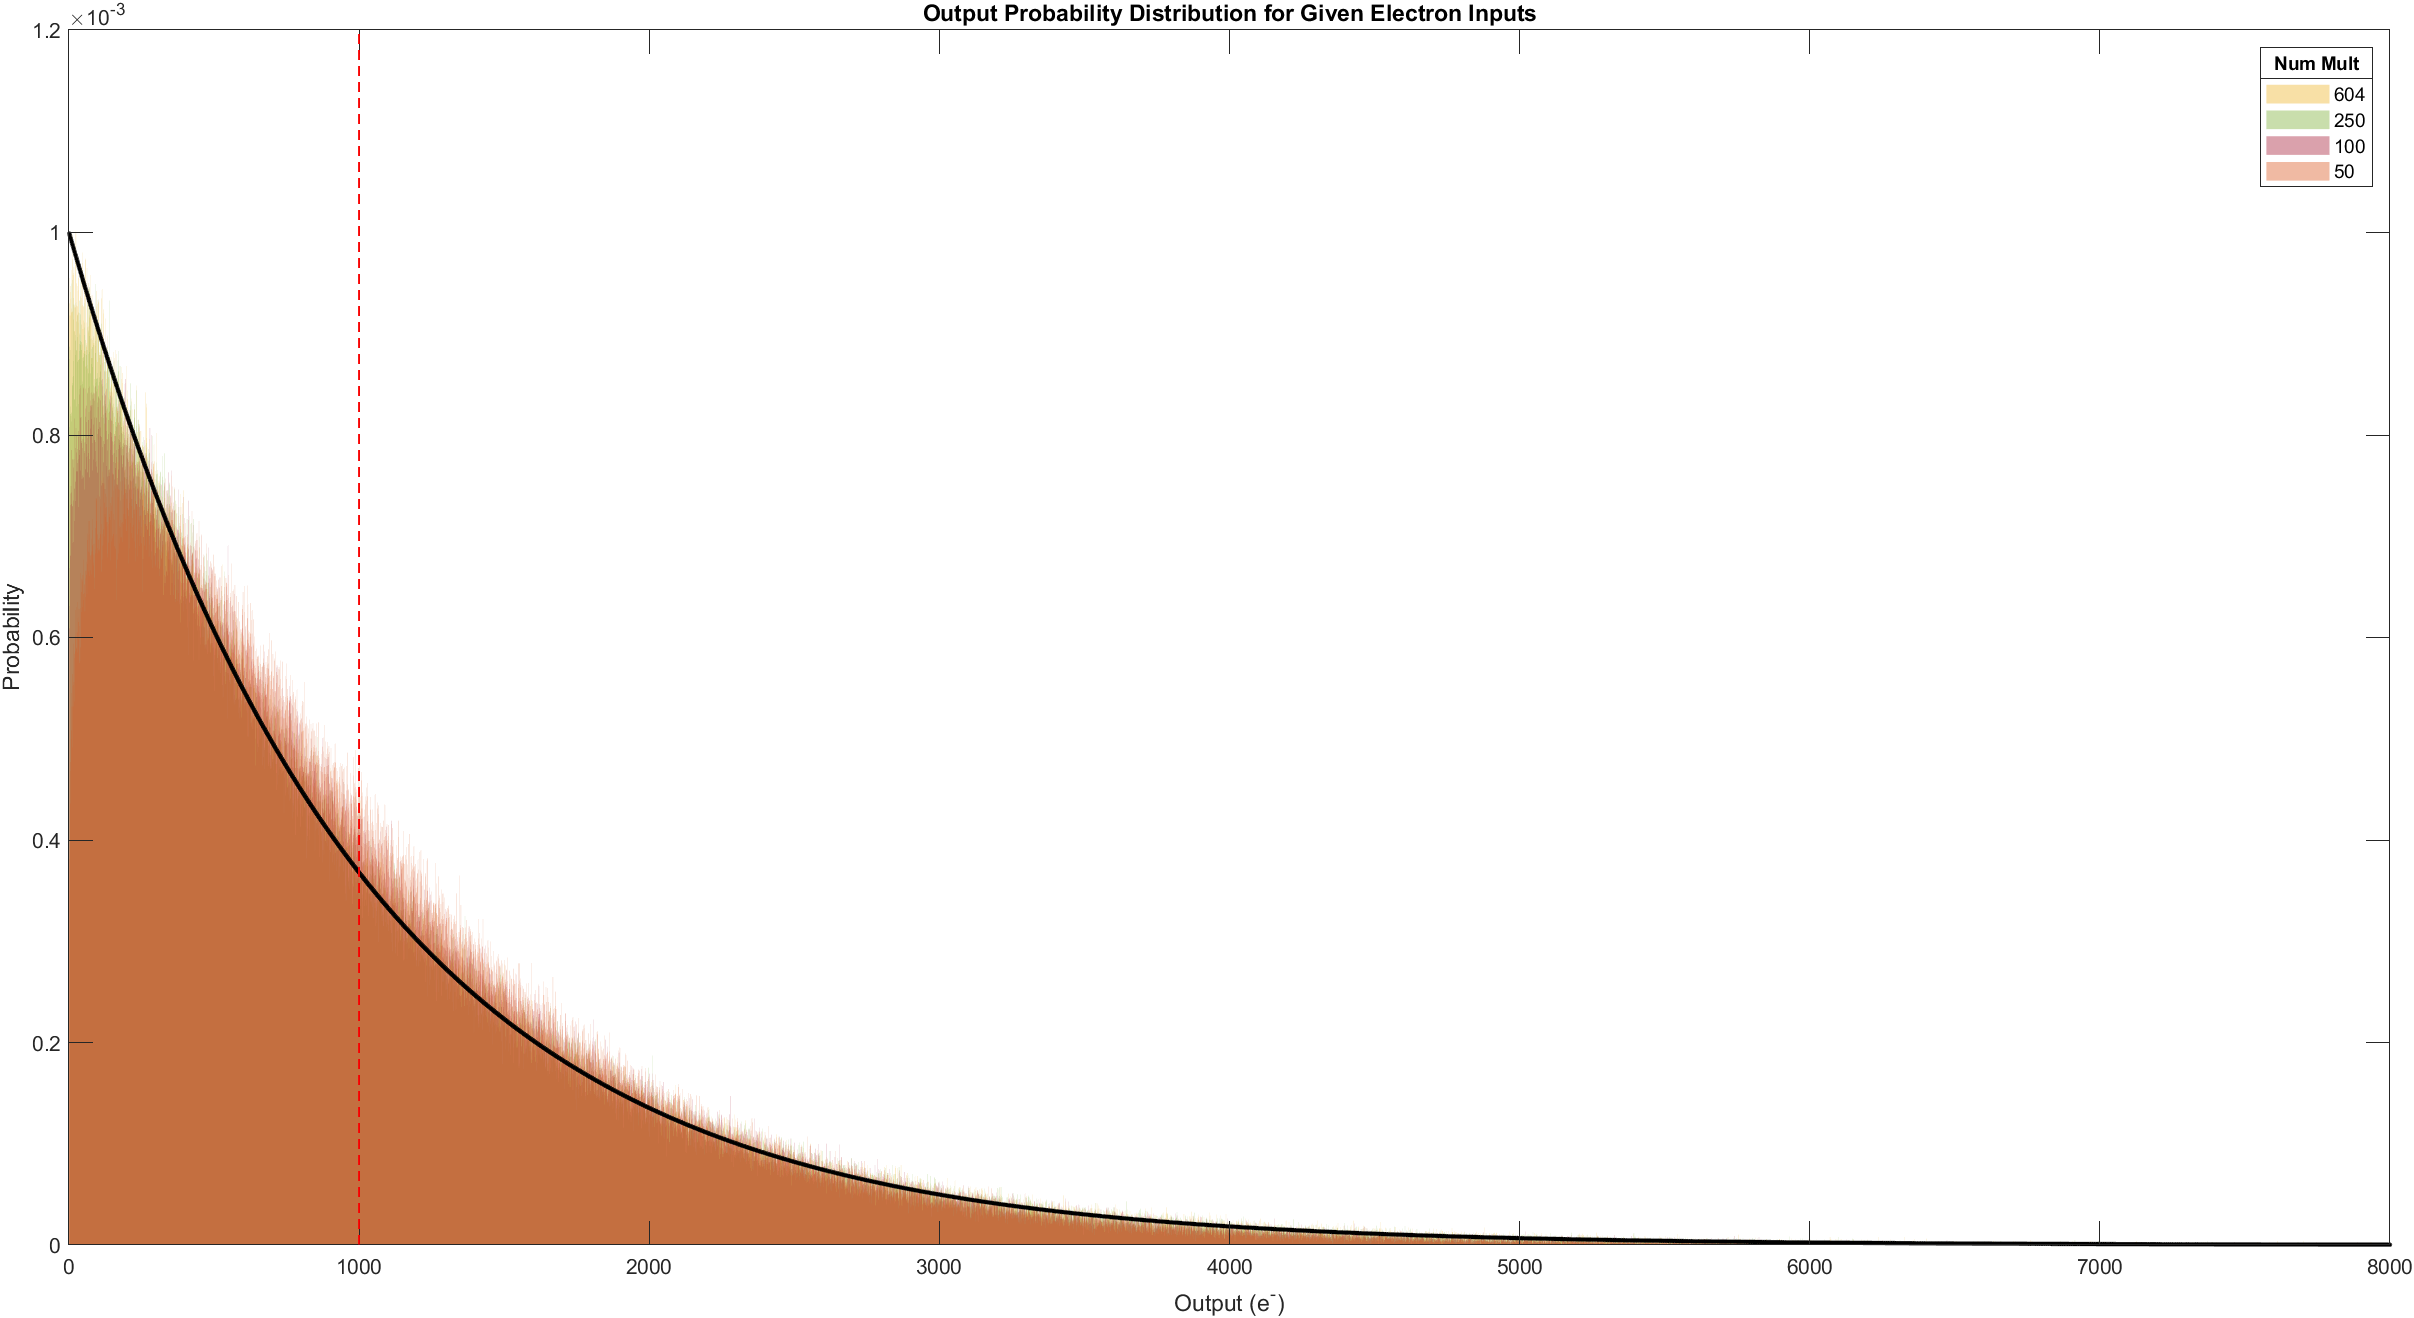 Output Probability Distribution for Given Electron Inputs
×10-3
1.2
1
0.8
0.6
0.4
0.2
0
Probability
0 1000 2000 3000 4000 5000 6000 7000 8000
Output (e-)
Num Mult
604
250
100
50